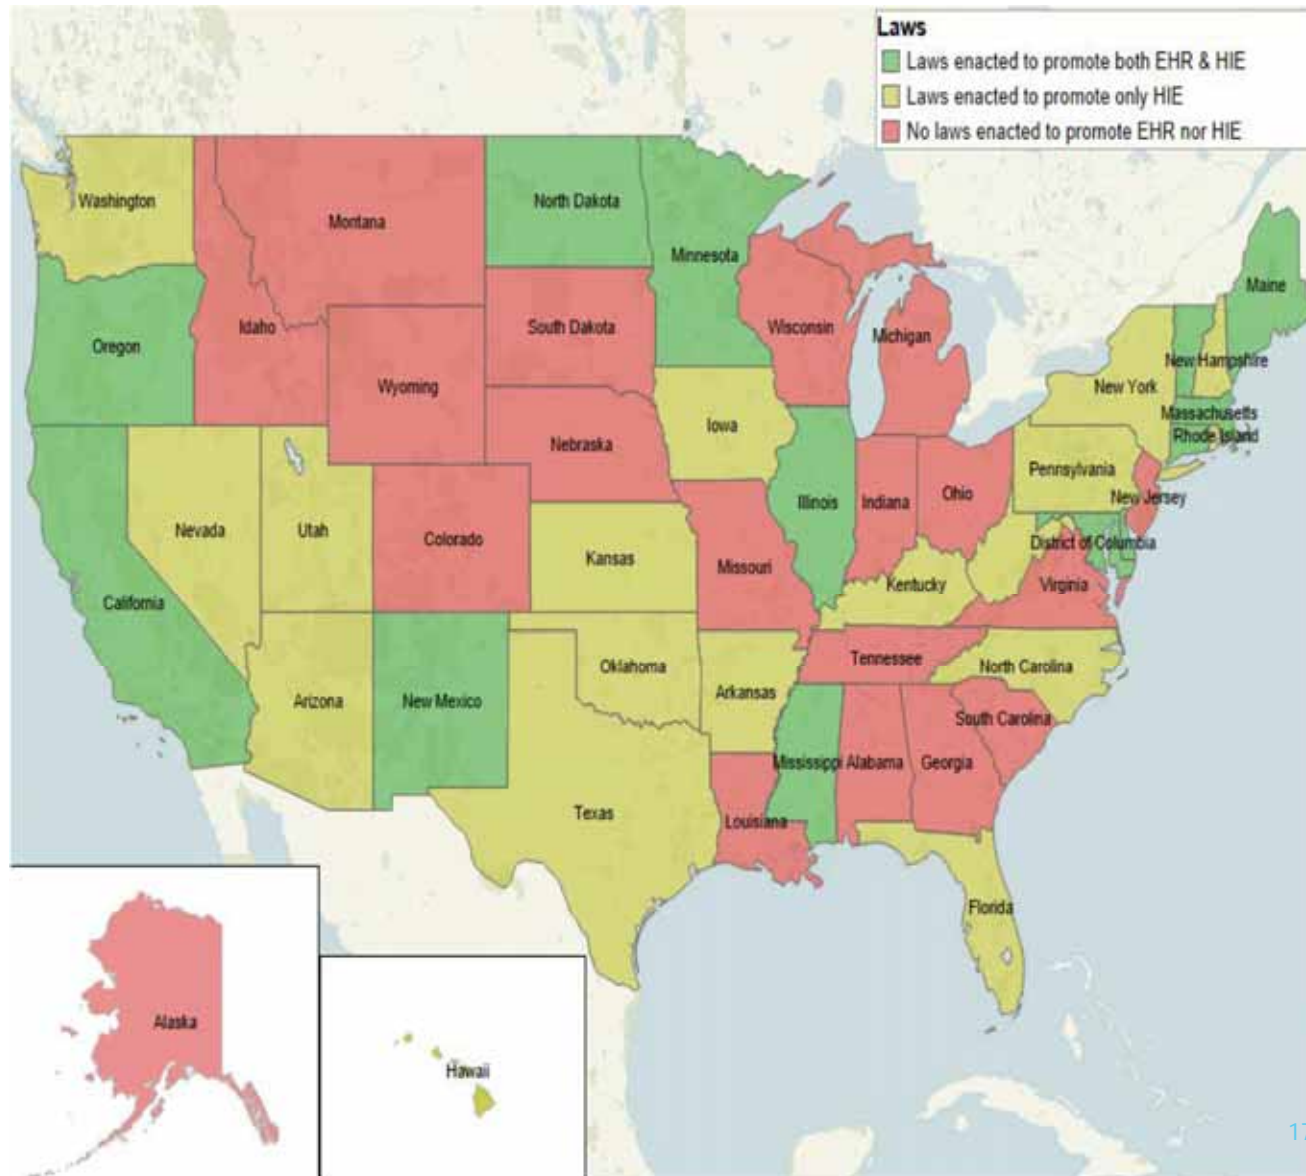 Laws
Laws enacted to promote both EHR & HIE
Laws enacted to promote only HIE
No laws enacted to promote EHR nor HIE
Washington
Montana
North Dakota
Minnesota
Maine
Oregon
Idaho
South Dakota
Wisconsin
Michigan
New Hampshire
Wyoming
New York
Massachusetts
Rhode Island
Iowa
Nebraska
Pennsylvania
New Jersey
Nevada
Utah
Colorado
Illinois
Indiana
Ohio
District of Columbia
Kansas
Missouri
Kentucky
Virginia
California
Tennessee
North Carolina
Oklahoma
Arkansas
Arizona
New Mexico
South Carolina
Mississippi
Alabama
Georgia
Texas
Louisiana
Florida
Alaska
Hawaii
17